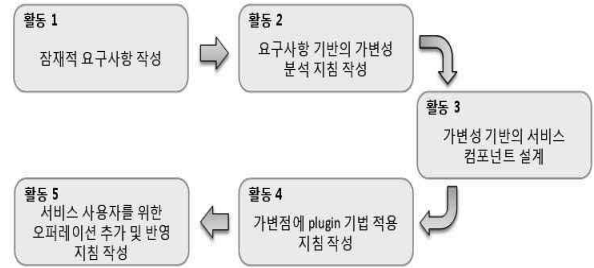 활동 1
잠재적 요구사항 작성
활동 2
요구사항 기반의 가변성
분석 지침 작성
활동 3
가변성 기반의 서비스
컴포넌트 설계
활동 4
가변점에 plugin 기법 적용
지침 작성
활동 5
서비스 사용자를 위한
오퍼레이션 추가 및 반영
지침 작성